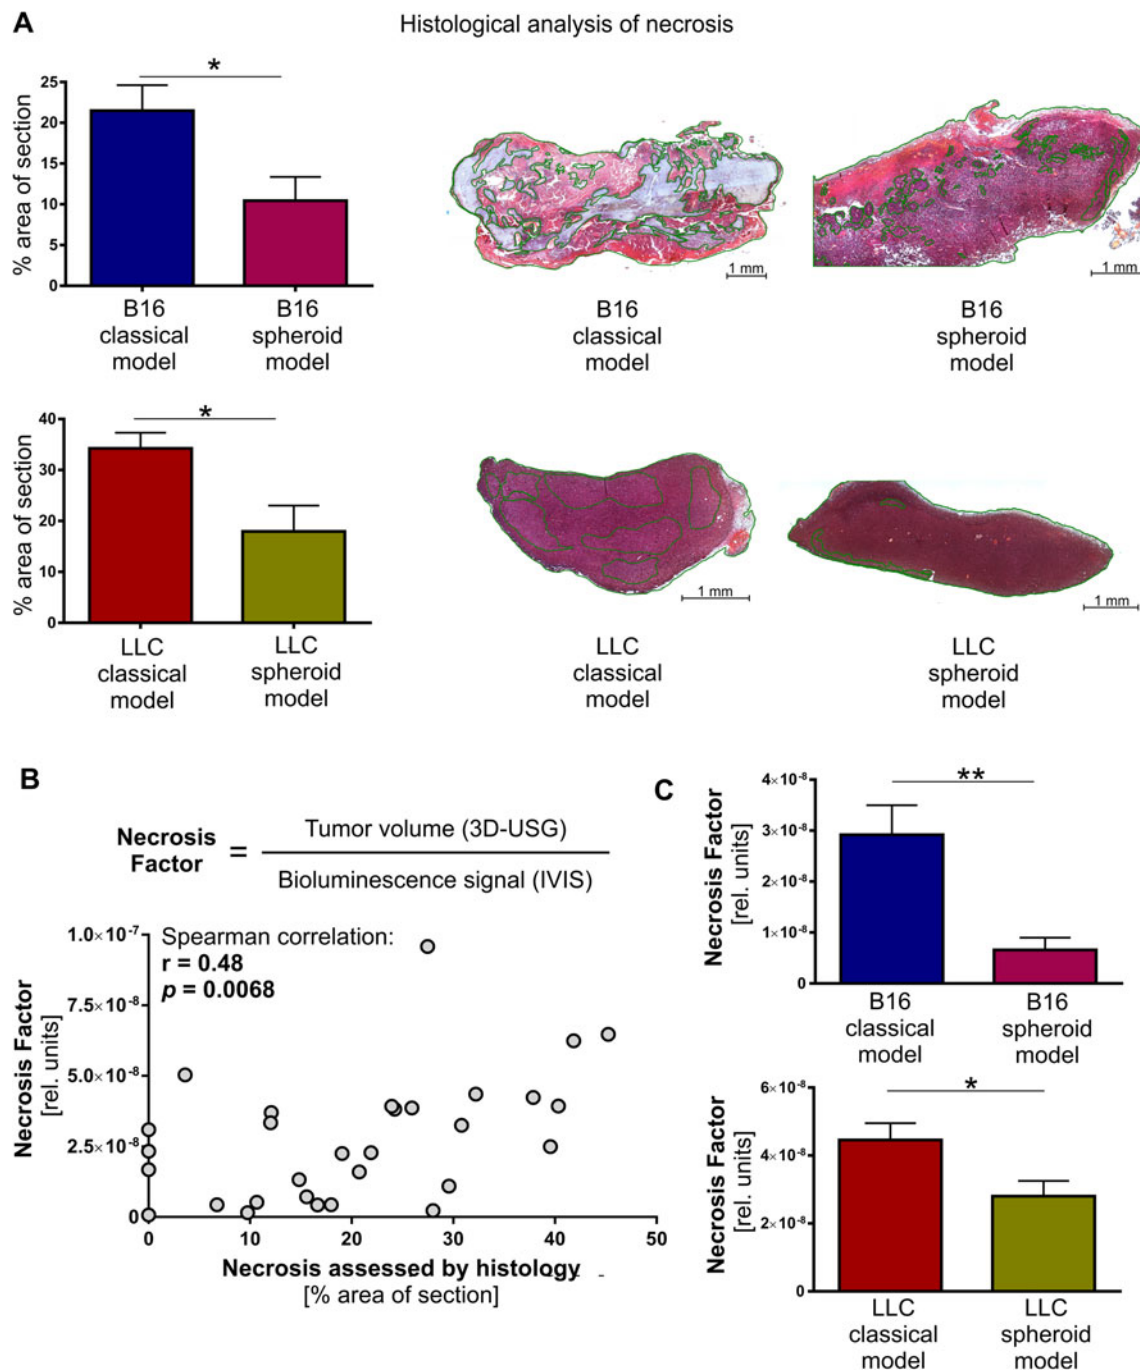 A
Histological analysis of necrosis
*
25
20
15
10
5
0
% area of section
B16
classical
model
B16
spheroid
model
1 mm
B16
classical
model
1 mm
B16
spheroid
model
*
40
30
20
10
0
% area of section
LLC
classical
model
LLC
spheroid
model
1 mm
LLC
classical
model
1 mm
LLC
spheroid
model
B
Necrosis
Factor
=
Tumor volume (3D-USG)
Bioluminescence signal (IVIS)
Spearman correlation:
r = 0.48
p = 0.0068
1.0×10⁻⁷
7.5×10⁻⁸
5.0×10⁻⁸
2.5×10⁻⁸
0
Necrosis Factor
[rel. units]
0 10 20 30 40 50
Necrosis assessed by histology
[% area of section]
C
**
4×10⁻⁸
3×10⁻⁸
2×10⁻⁸
1×10⁻⁸
0
Necrosis Factor
[rel. units]
B16
classical
model
B16
spheroid
model
*
6×10⁻⁸
4×10⁻⁸
2×10⁻⁸
0
Necrosis Factor
[rel. units]
LLC
classical
model
LLC
spheroid
model